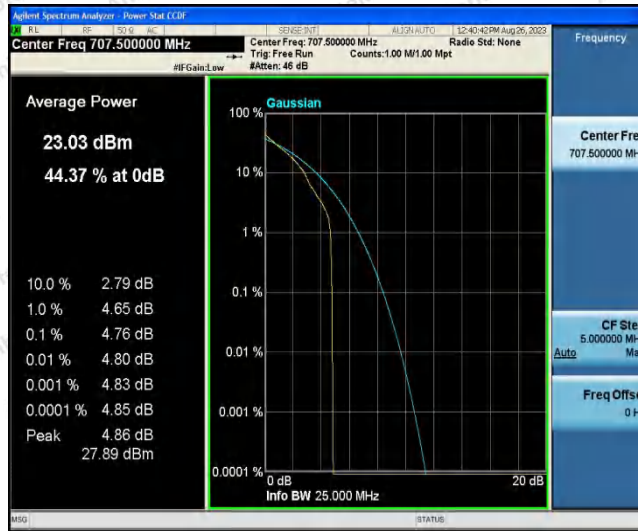 Agilent Spectrum Analyzer - Power Stat CCDF
RL RF 50 Ω AC SENSE:INT ALIGN AUTO 12:40:42 PM Aug 26, 2023
Center Freq 707.500000 MHz Center Freq: 707.500000 MHz Radio Std: None
Trig: Free Run Counts:1.00 M/1.00 Mpt
#IFGain:Low #Atten: 46 dB
Frequency
Average Power
23.03 dBm
44.37 % at 0dB
10.0 % 2.79 dB
1.0 % 4.65 dB
0.1 % 4.76 dB
0.01 % 4.80 dB
0.001 % 4.83 dB
0.0001 % 4.85 dB
Peak 4.86 dB
27.89 dBm
Gaussian
100 %
10 %
1 %
0.1 %
0.01 %
0.001 %
0.0001 %
0 dB 20 dB
Info BW 25.000 MHz
Center Fre
707.500000 MH
CF Ste
5.000000 MH
Auto Ma
Freq Offse
0 H
MSG STATUS